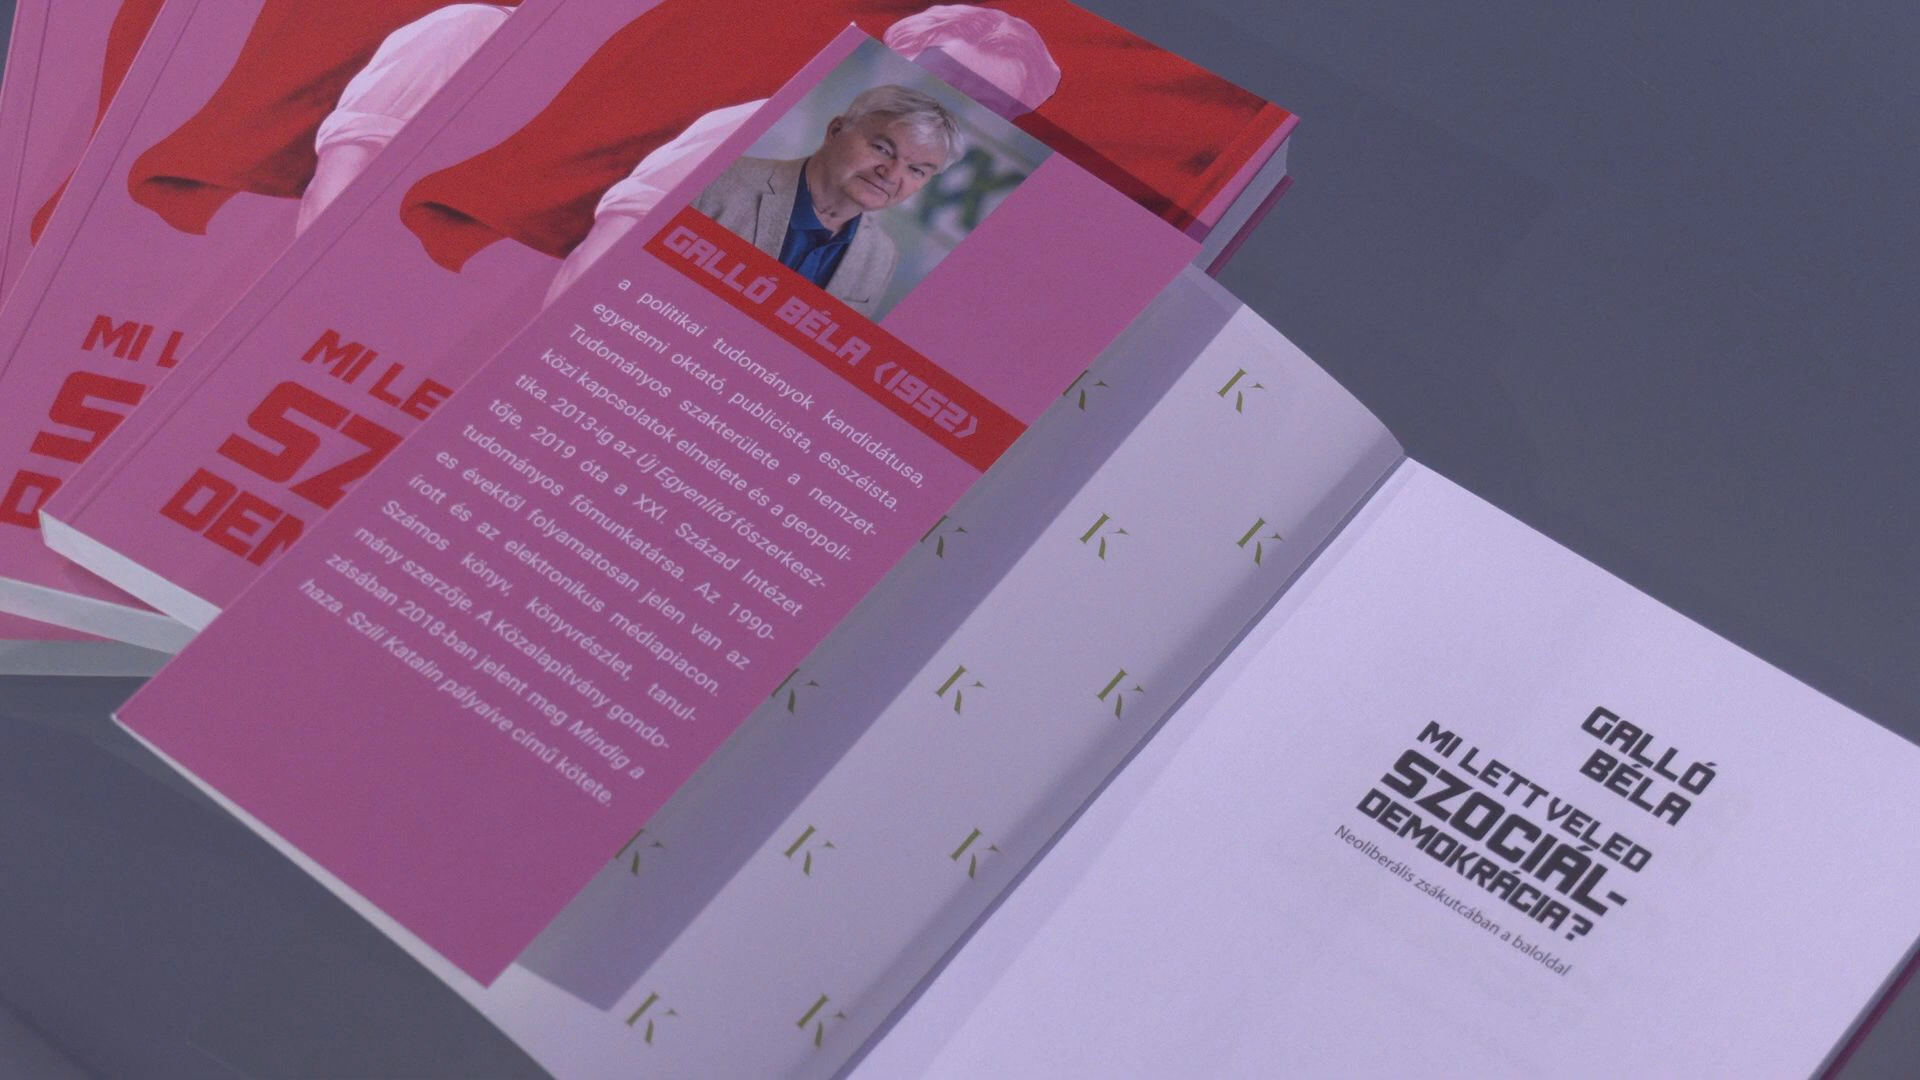 MI L
S
D
MI LE
SZ
DEM
GALLÓ BÉLA (1952)
a politikai tudományok kandidátusa,
egyetemi oktató, publicista, esszéista.
Tudományos szakterülete a nemzet-
közi kapcsolatok elmélete és a geopoli-
tika. 2013-ig az Új Egyenlítő főszerkesz-
tője, 2019 óta a XXI. Század Intézet
tudományos főmunkatársa. Az 1990-
es évektől folyamatosan jelen van az
írott és az elektronikus médiapiacon.
Számos könyv, könyvrészlet, tanul-
mány szerzője. A Közalapítvány gondo-
zásában 2018-ban jelent meg Mindig a
haza. Szili Katalin pályaíve című kötete.
K
K
K
K
K
K
K
K
K
K
K
K
K
GALLÓ
BÉLA
MI LETT VELED
SZOCIÁL-
DEMOKRÁCIA?
Neoliberális zsákutcában a baloldal